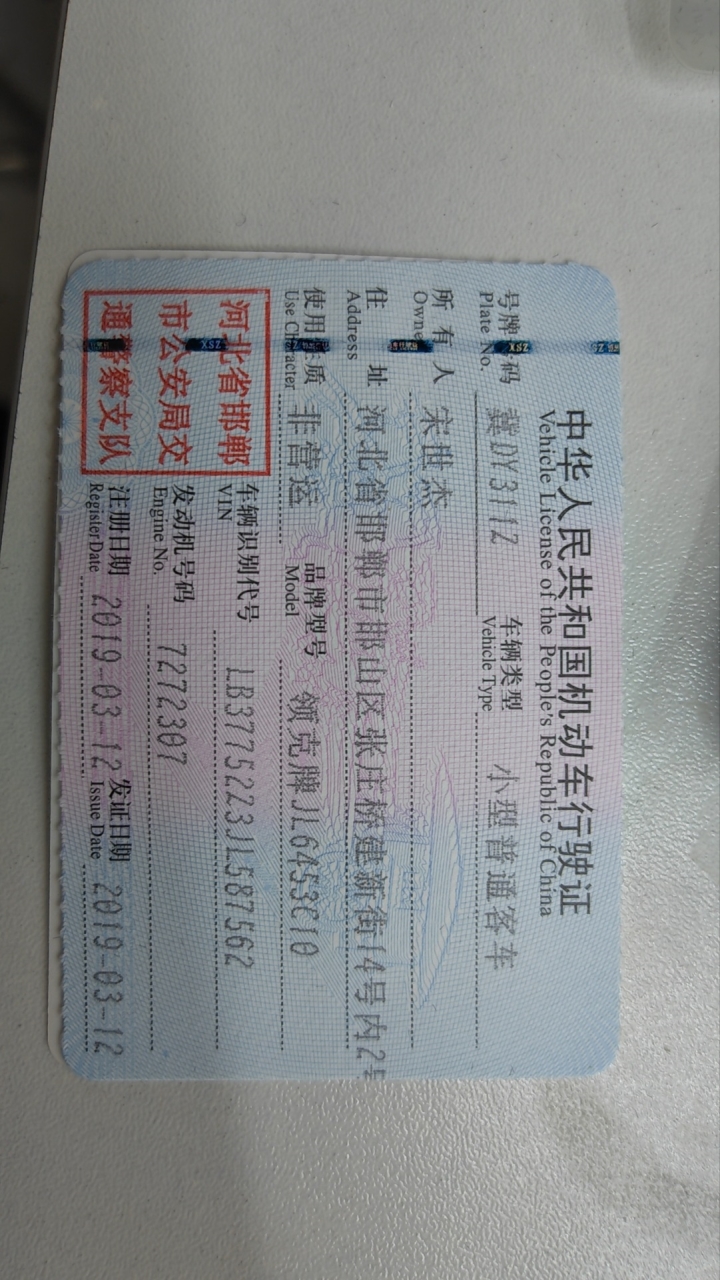 中华人民共和国机动车行驶证
Vehicle License of the People's Republic of China
号牌号码 冀DY311Z 车辆类型 小型普通客车
Plate No. Vehicle Type
所有人 宋世杰
Owner
住址 河北省邯郸市邯山区张庄桥建新街14号内2号
Address
使用性质 非营运 品牌型号 领克牌JL6453C10
Use Character Model
河北省邯郸
市公安局交
通警察支队
车辆识别代号 LB37752Z3JL587562
VIN
发动机号码 7272307
Engine No.
注册日期 2019-03-12 发证日期 2019-03-12
Register Date Issue Date
XSZ
XSZ